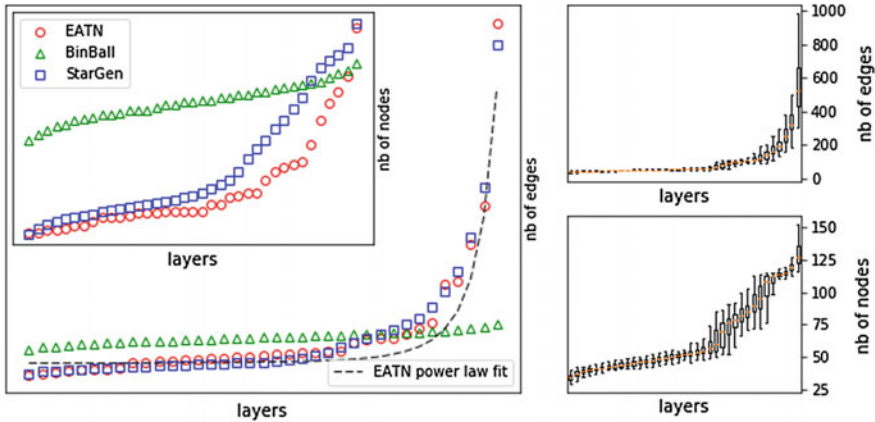 EATN
BinBall
StarGen
nb of nodes
layers
nb of edges
EATN power law fit
layers
1000
800
600
400
200
0
nb of edges
layers
150
125
100
75
50
25
nb of nodes
layers